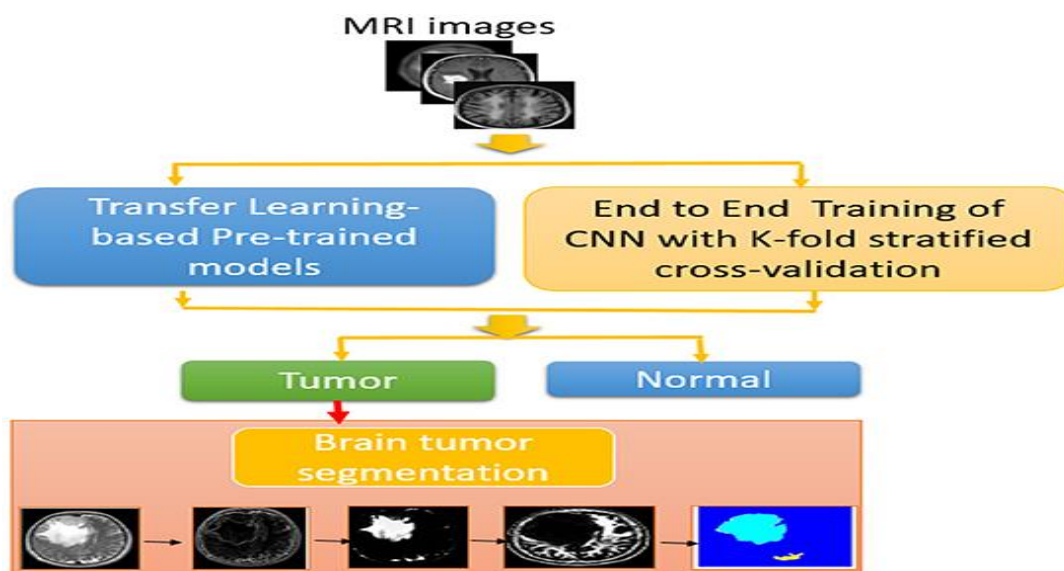 MRI images
Transfer Learning-
based Pre-trained
models
End to End Training of
CNN with K-fold stratified
cross-validation
Tumor
Normal
Brain tumor
segmentation